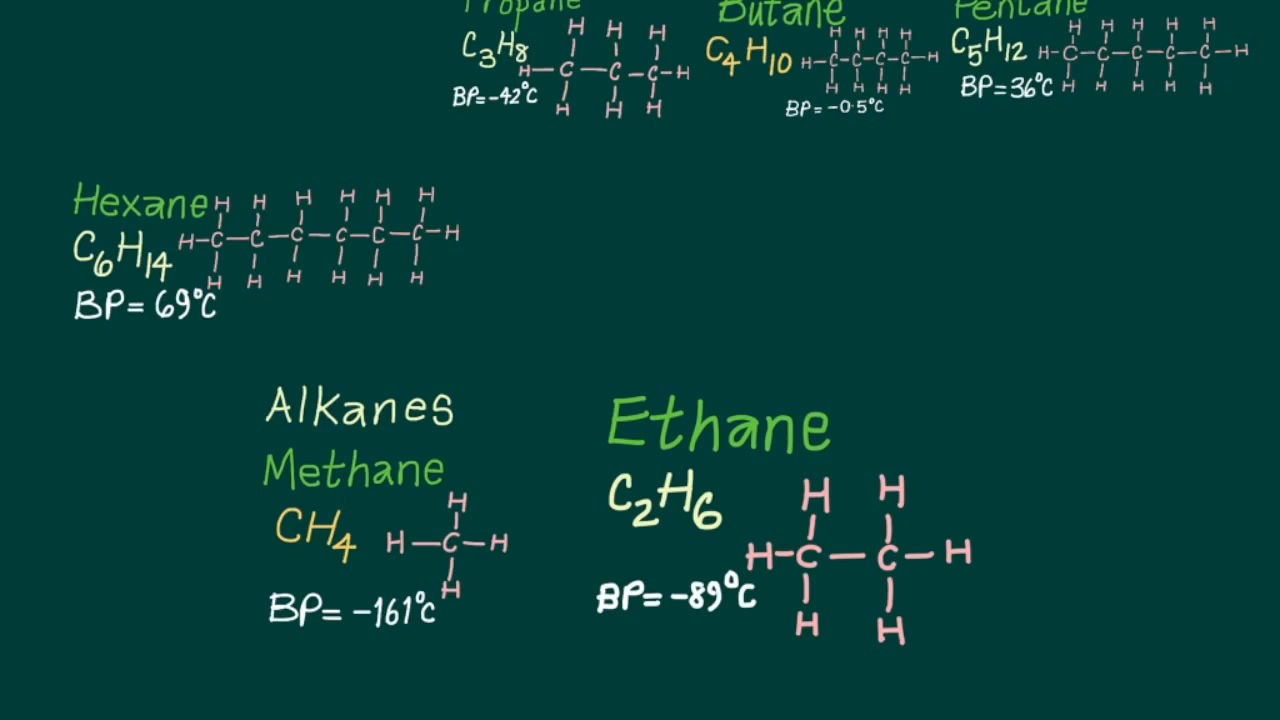 Propane
C3H8
H H H
H-C-C-C-H
H H H
BP=-42°C
Butane
C4H10
H H H H
H-C-C-C-C-H
H H H H
BP=-0.5°C
Pentane
C5H12
H H H H H
H-C-C-C-C-C-H
H H H H H
BP=36°C
Hexane
C6H14
H H H H H H
H-C-C-C-C-C-C-H
H H H H H H
BP= 69°C
Alkanes
Methane
CH4
H
H-C-H
H
BP= -161°C
Ethane
C2H6
H H
H-C-C-H
H H
BP= -89°C